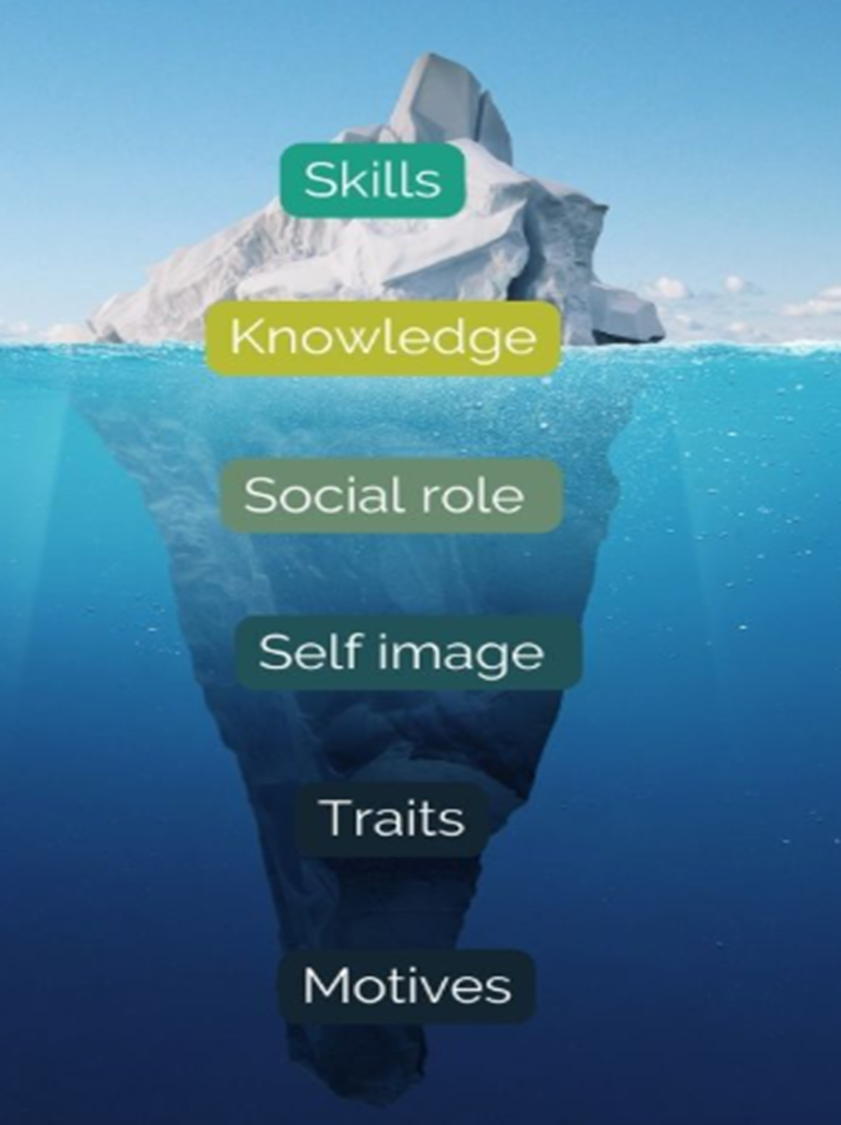 Skills
Knowledge
Social role
Self image
Traits
Motives